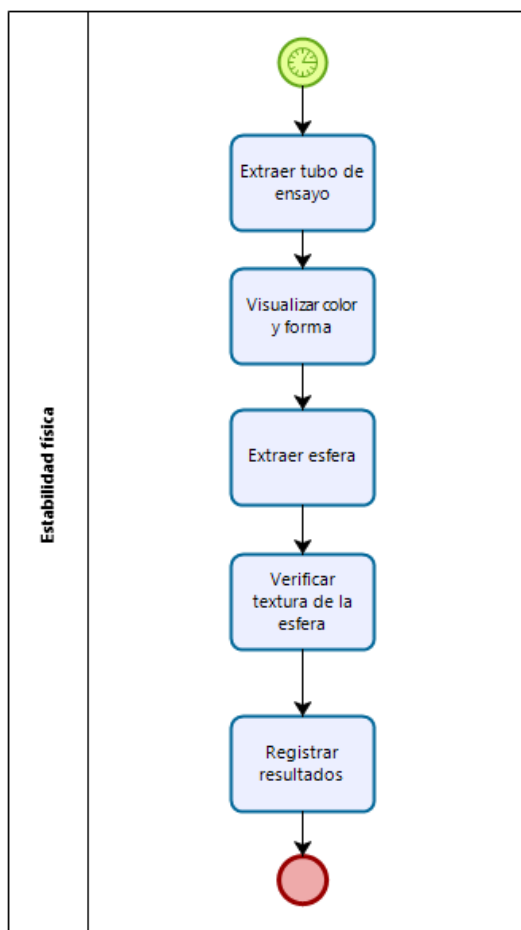 Estabilidad física
Extraer tubo de
ensayo
Visualizar color
y forma
Extraer esfera
Verificar
textura de la
esfera
Registrar
resultados